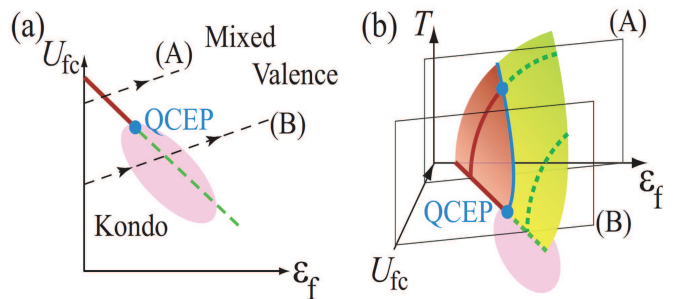 (a)
U_fc
Mixed
Valence
(A)
QCEP
(B)
Kondo
ε_f
(b)
T
(A)
ε_f
QCEP
(B)
U_fc